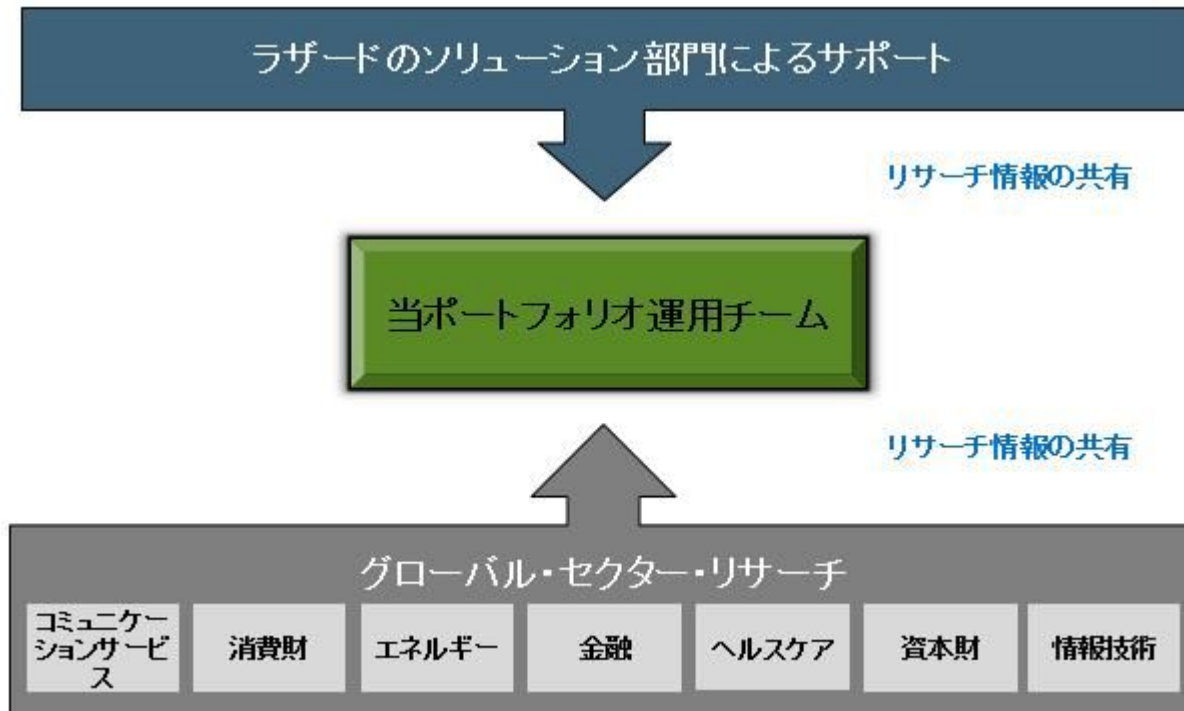 ラザードのソリューション部門によるサポート
リサーチ情報の共有
当ポートフォリオ運用チーム
リサーチ情報の共有
グローバル・セクター・リサーチ
コミュニケー
ションサービ
ス
消費財
エネルギー
金融
ヘルスケア
資本財
情報技術